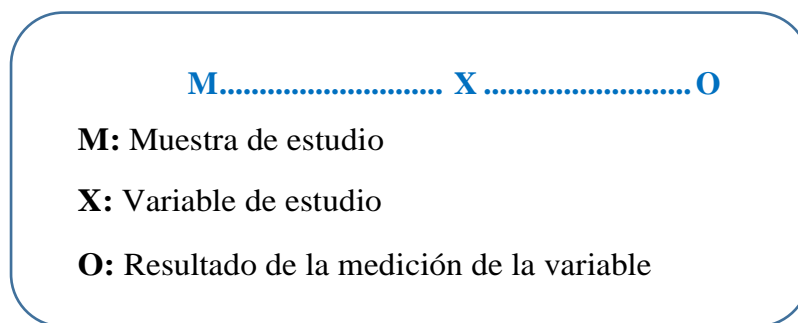 M............................ X ..........................O
M: Muestra de estudio
X: Variable de estudio
O: Resultado de la medición de la variable